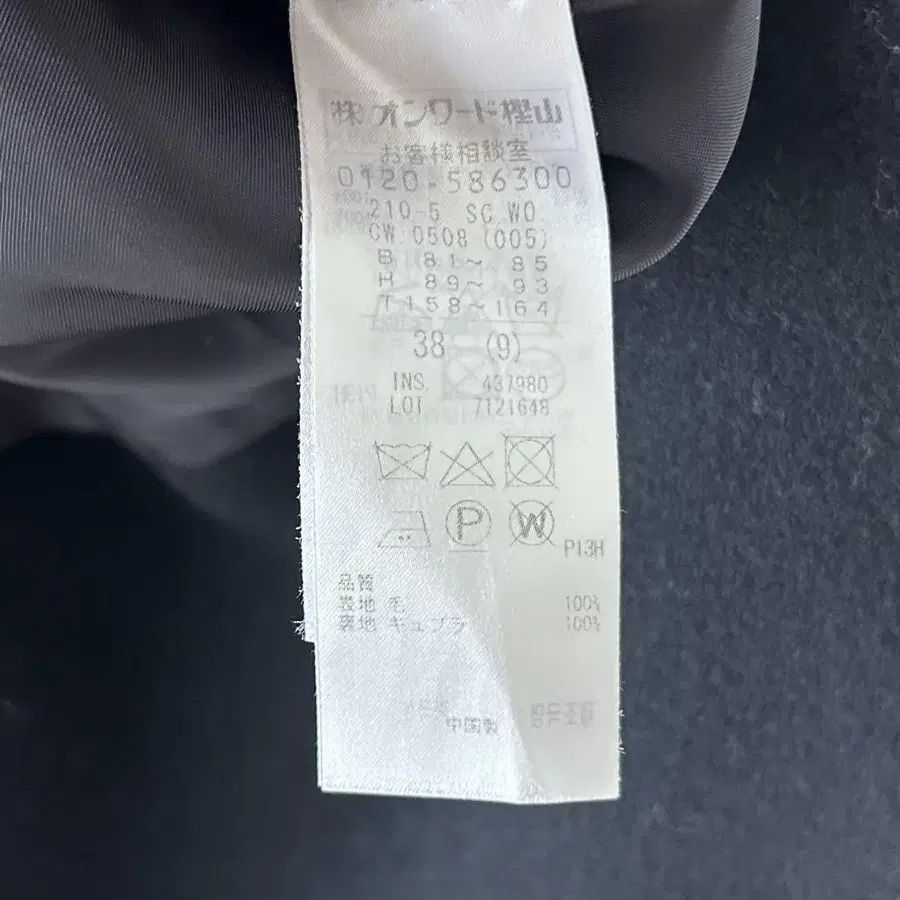 ㈱ オンワード樫山
お客様相談室
0120-586300
210-5 SC.WO.
CW.0508 (005)
B 81~ 85
H 89~ 93
T158~164
38 (9)
INS 437980
LOT 7121648
P
W
P13H
品質
表地 毛 100%
裏地 キュプラ 100%
中国製